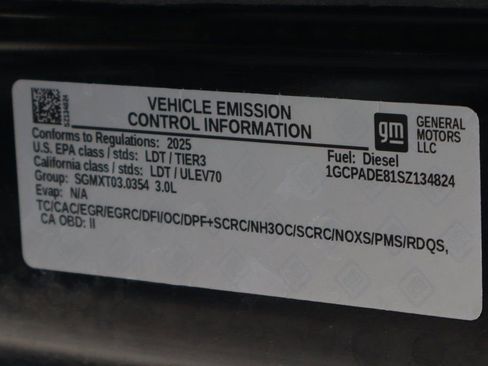 SZ134824
VEHICLE EMISSION
CONTROL INFORMATION
gm
GENERAL
MOTORS
LLC
Conforms to Regulations: 2025
U.S. EPA class / stds: LDT / TIER3
California class / stds: LDT / ULEV70
Group: SGMXT03.0354 3.0L
Evap: N/A
Fuel: Diesel
1GCPADE81SZ134824
TC/CAC/EGR/EGRC/DFI/OC/DPF+SCRC/NH3OC/SCRC/NOXS/PMS/RDQS,
CA OBD: II